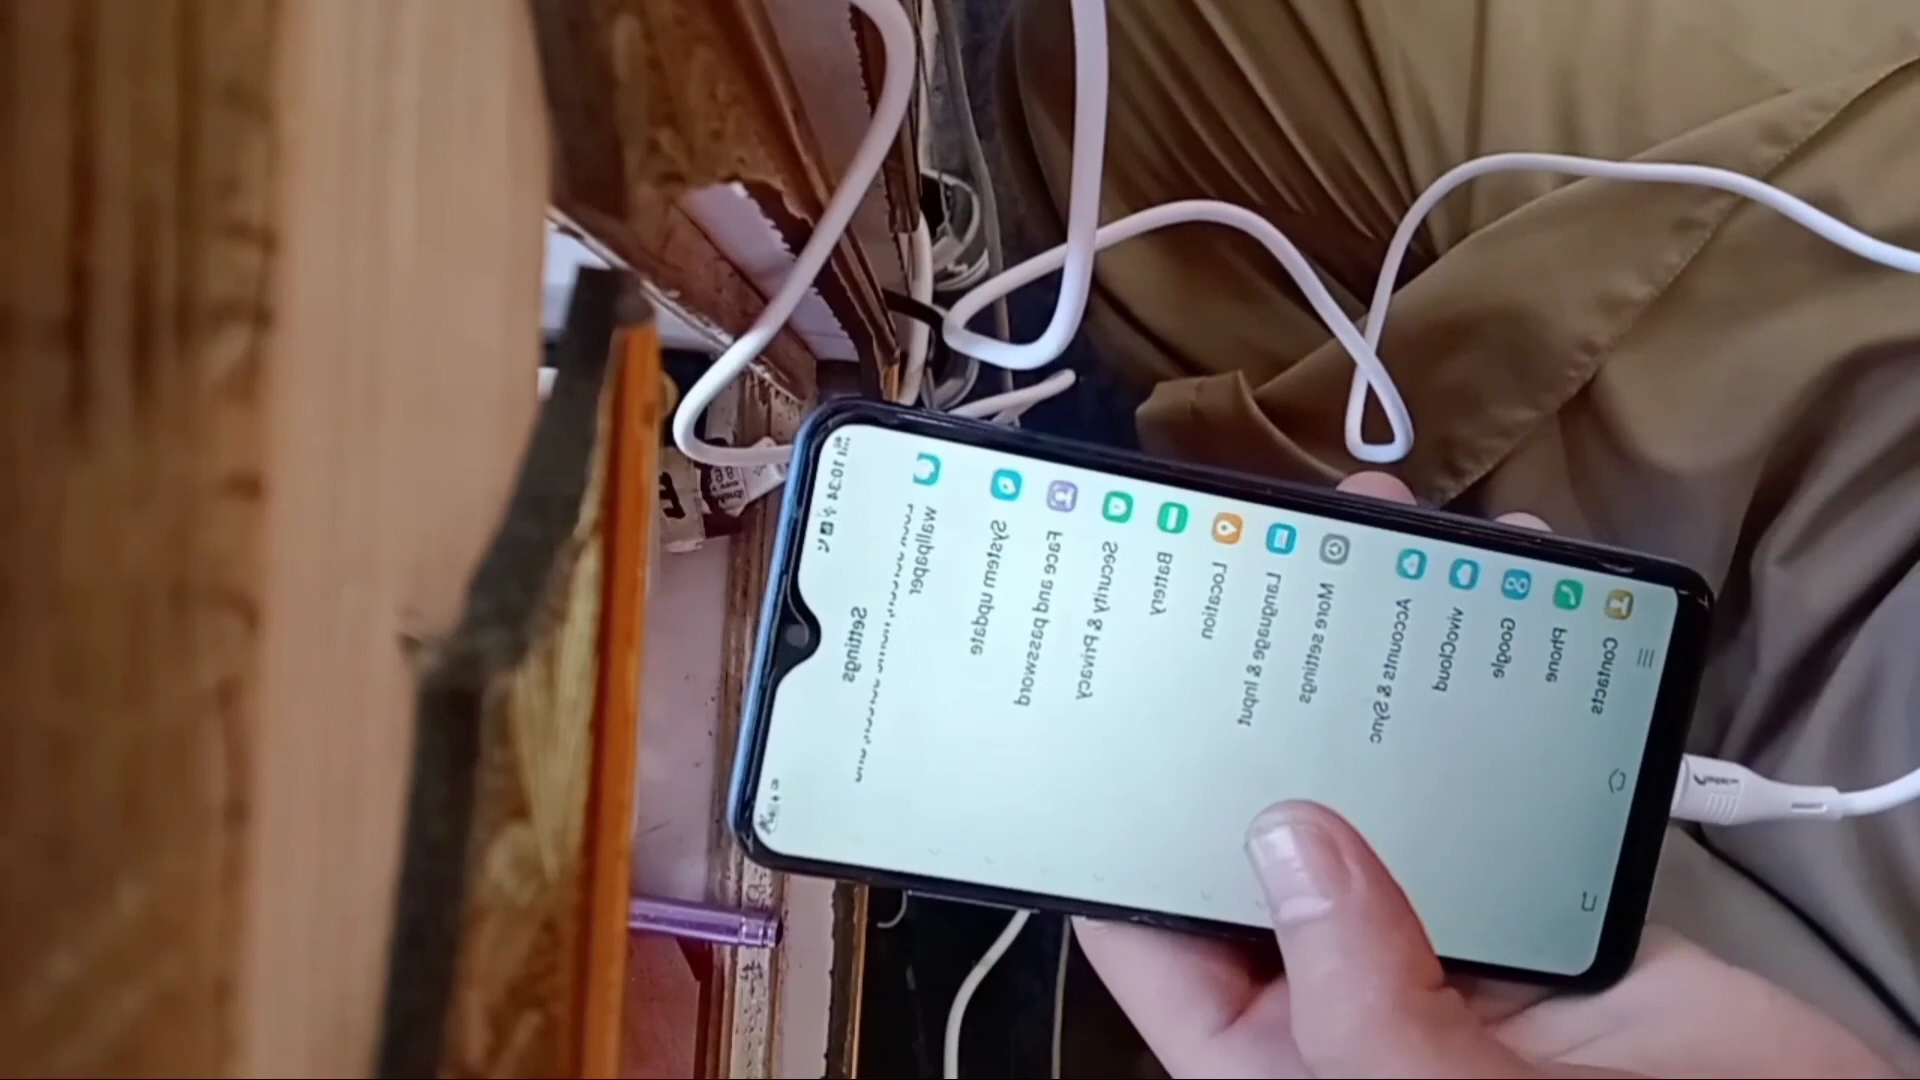 10:34
Settings
wallpaper
System update
Face and password
Security & Privacy
Battery
Location
Language & Input
More settings
Accounts & Sync
vivoCloud
Google
Phone
Contacts